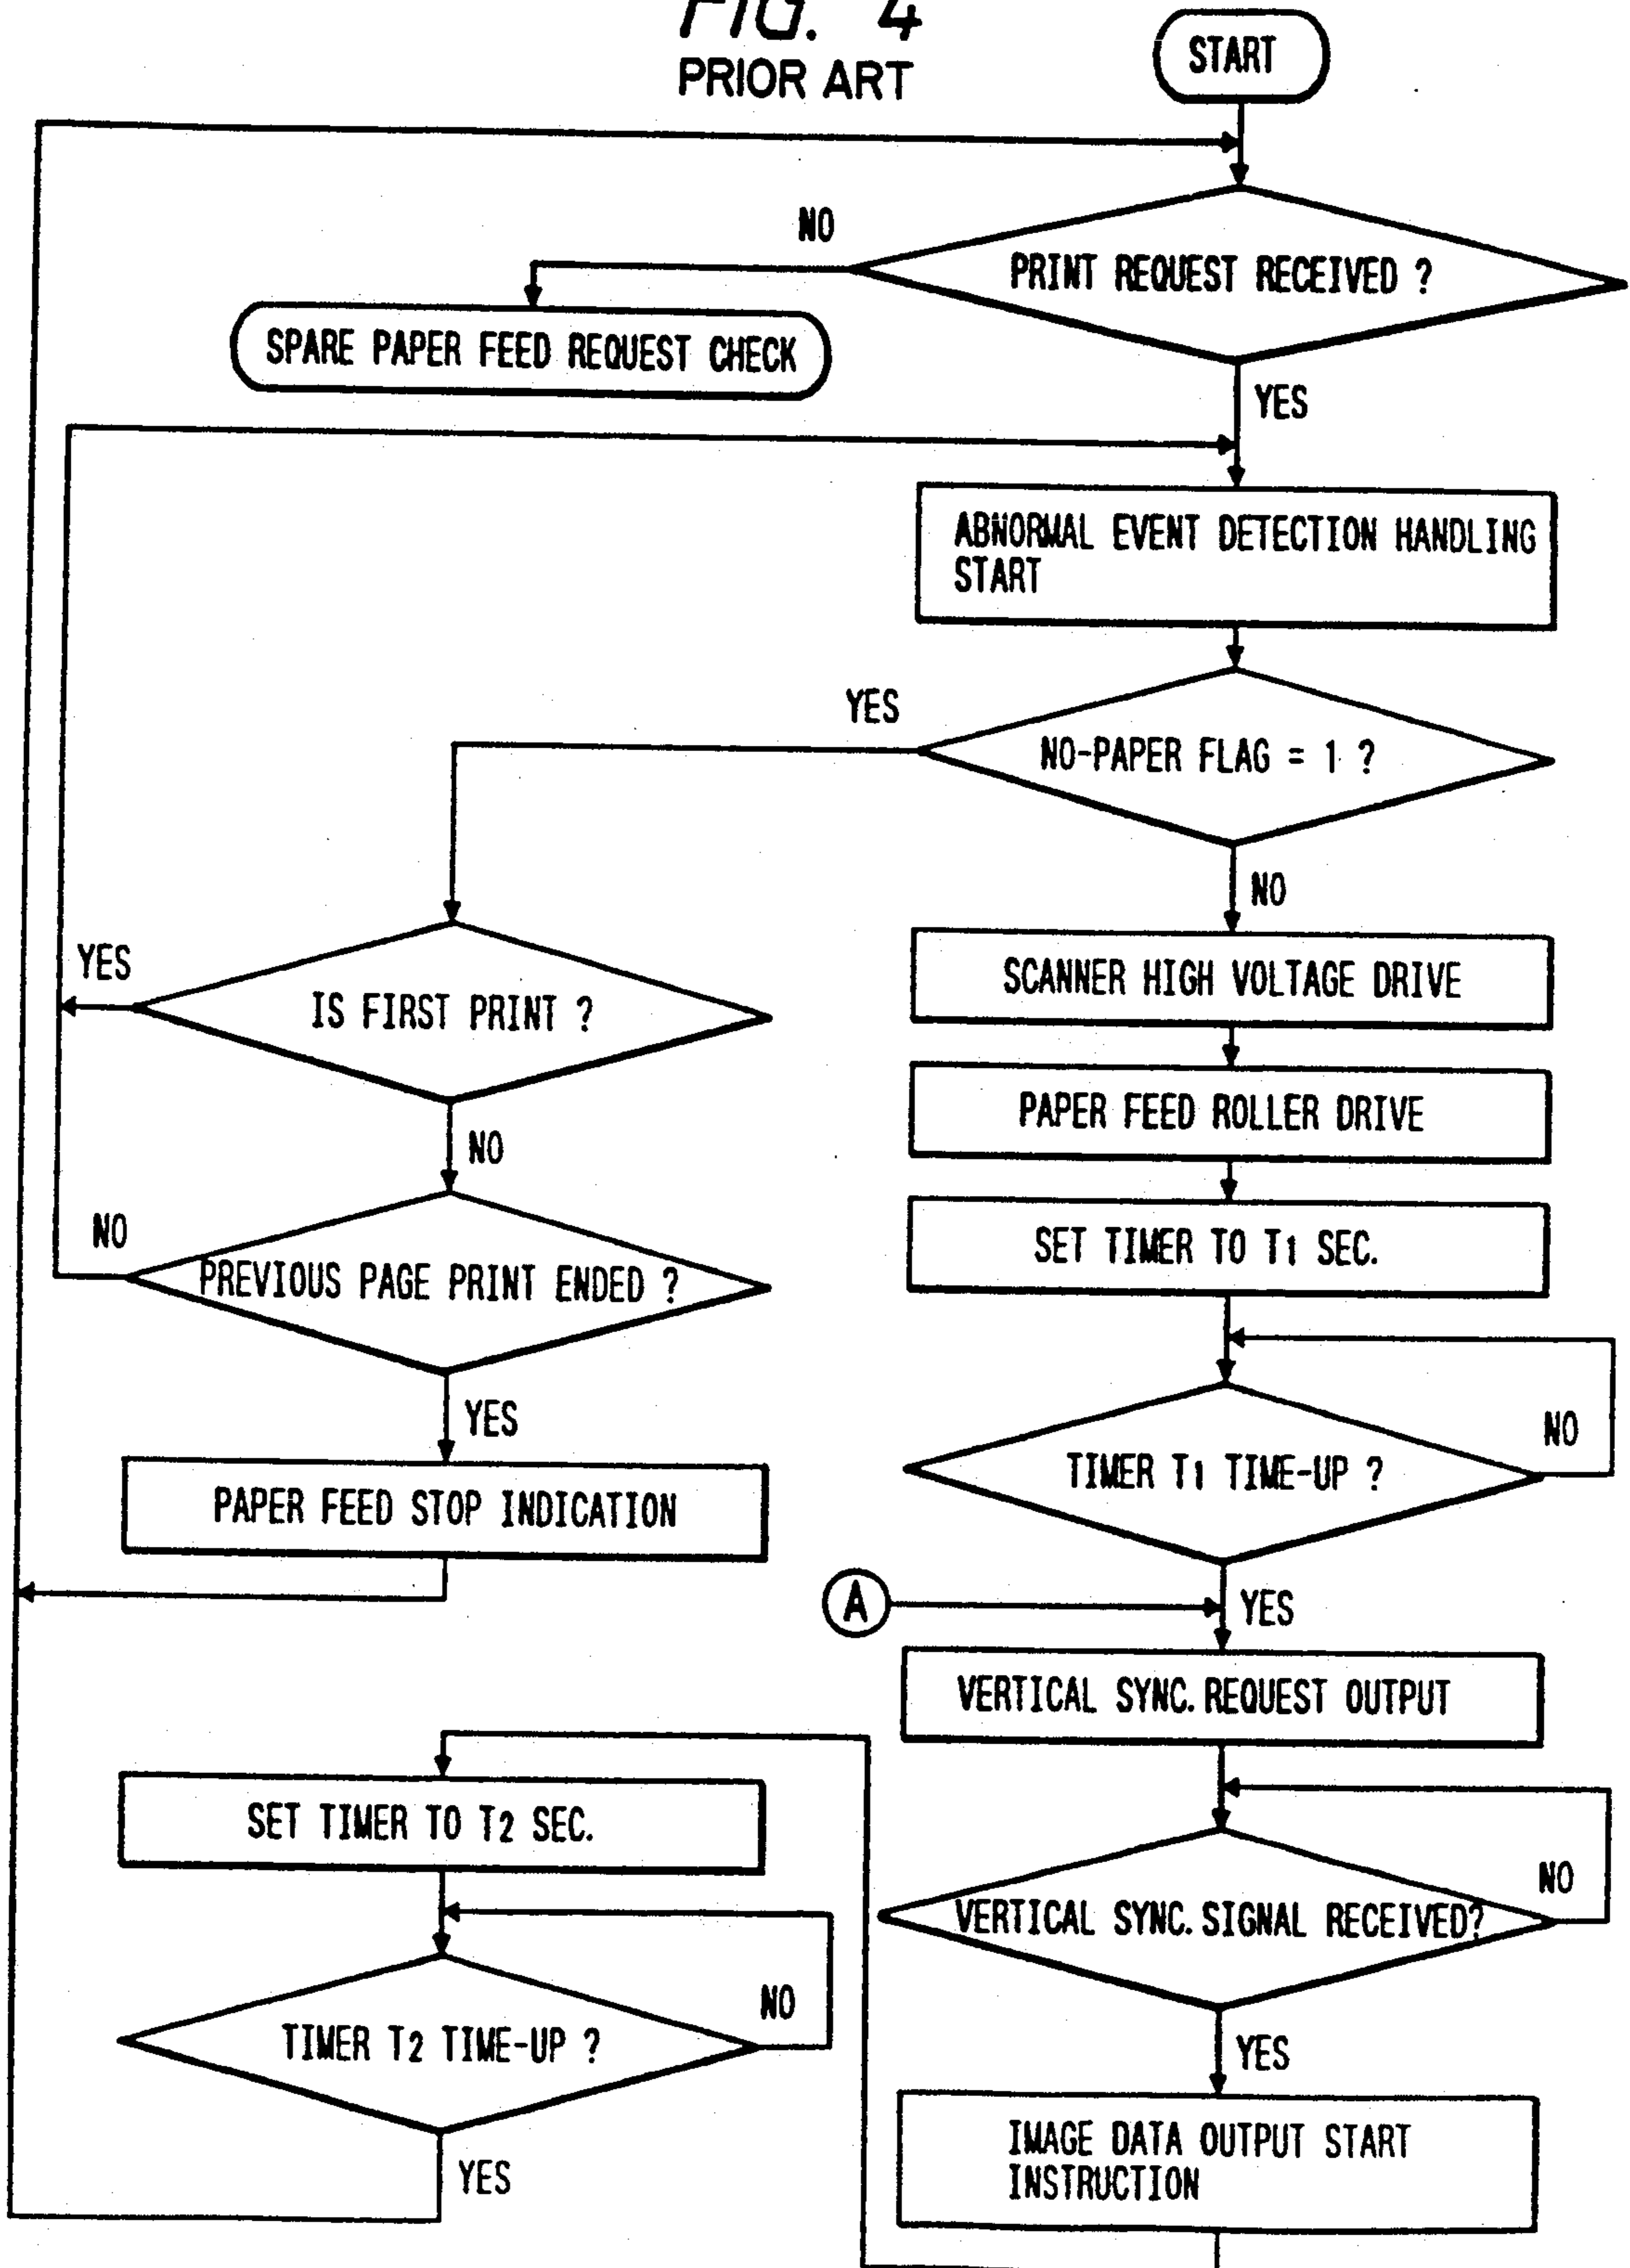 FIG. 4
PRIOR ART
START
NO
PRINT REQUEST RECEIVED ?
SPARE PAPER FEED REQUEST CHECK
YES
ABNORMAL EVENT DETECTION HANDLING
START
YES
NO-PAPER FLAG = 1 ?
NO
YES
IS FIRST PRINT ?
SCANNER HIGH VOLTAGE DRIVE
PAPER FEED ROLLER DRIVE
NO
SET TIMER TO T1 SEC.
NO
PREVIOUS PAGE PRINT ENDED ?
YES
NO
TIMER T1 TIME-UP ?
PAPER FEED STOP INDICATION
A
YES
VERTICAL SYNC. REQUEST OUTPUT
SET TIMER TO T2 SEC.
NO
VERTICAL SYNC. SIGNAL RECEIVED?
NO
TIMER T2 TIME-UP ?
YES
IMAGE DATA OUTPUT START
INSTRUCTION
YES